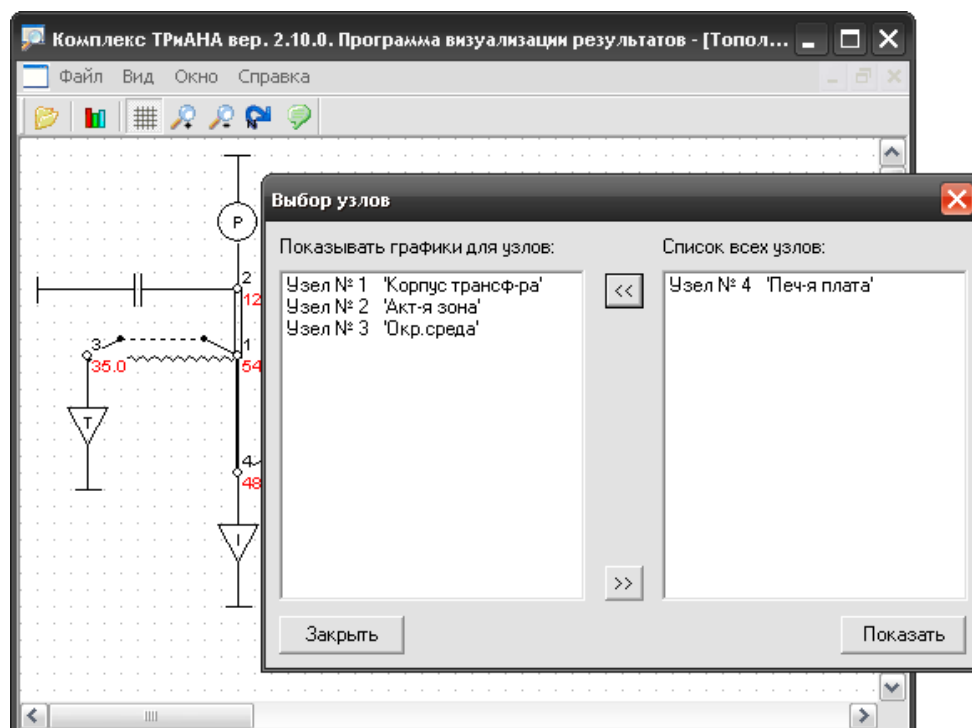 Комплекс ТРиАНА вер. 2.10.0. Программа визуализации результатов - [Топол...
Файл Вид Окно Справка
P
2
12
3
1
35.0
54
T
4
48
I
Выбор узлов
Показывать графики для узлов:
Список всех узлов:
Узел № 1 'Корпус трансф-ра'
Узел № 2 'Акт-я зона'
Узел № 3 'Окр.среда'
<<
Узел № 4 'Печ-я плата'
>>
Закрыть
Показать